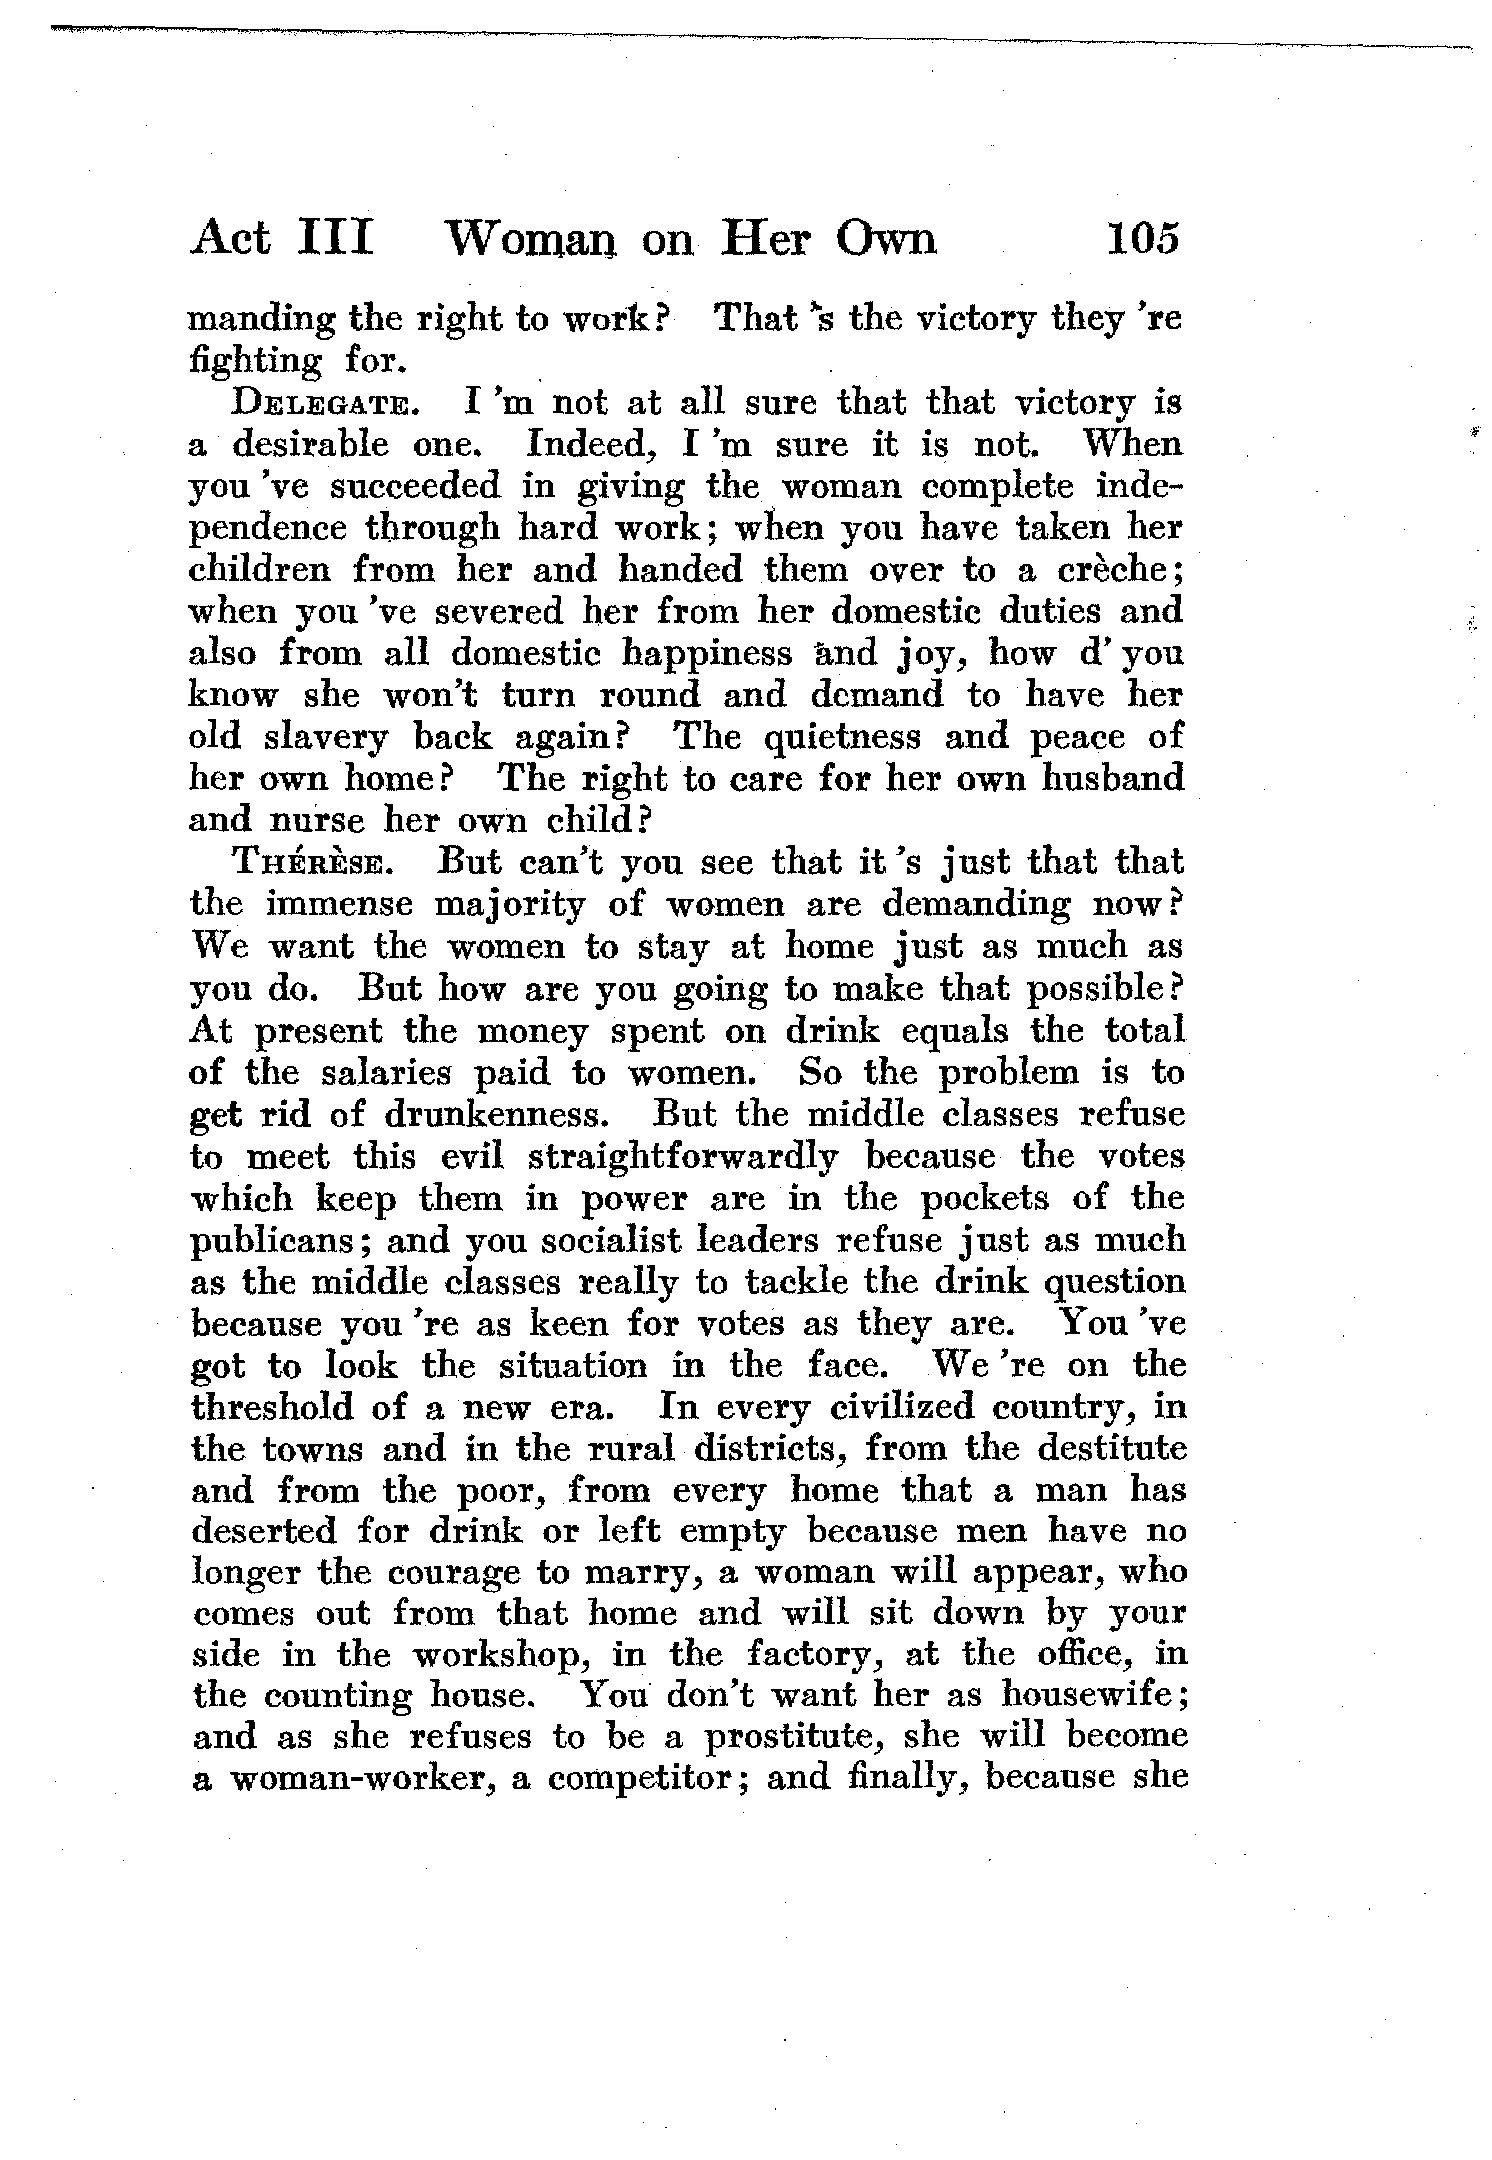 Act III Woman on Her Own 105
manding the right to work? That 's the victory they 're
fighting for.
DELEGATE. I 'm not at all sure that that victory is
a desirable one. Indeed, I 'm sure it is not. When
you 've succeeded in giving the woman complete inde-
pendence through hard work; when you have taken her
children from her and handed them over to a crèche;
when you 've severed her from her domestic duties and
also from all domestic happiness and joy, how d' you
know she won't turn round and demand to have her
old slavery back again? The quietness and peace of
her own home? The right to care for her own husband
and nurse her own child?
THÉRÈSE. But can't you see that it 's just that that
the immense majority of women are demanding now?
We want the women to stay at home just as much as
you do. But how are you going to make that possible?
At present the money spent on drink equals the total
of the salaries paid to women. So the problem is to
get rid of drunkenness. But the middle classes refuse
to meet this evil straightforwardly because the votes
which keep them in power are in the pockets of the
publicans; and you socialist leaders refuse just as much
as the middle classes really to tackle the drink question
because you 're as keen for votes as they are. You 've
got to look the situation in the face. We 're on the
threshold of a new era. In every civilized country, in
the towns and in the rural districts, from the destitute
and from the poor, from every home that a man has
deserted for drink or left empty because men have no
longer the courage to marry, a woman will appear, who
comes out from that home and will sit down by your
side in the workshop, in the factory, at the office, in
the counting house. You don't want her as housewife;
and as she refuses to be a prostitute, she will become
a woman-worker, a competitor; and finally, because she